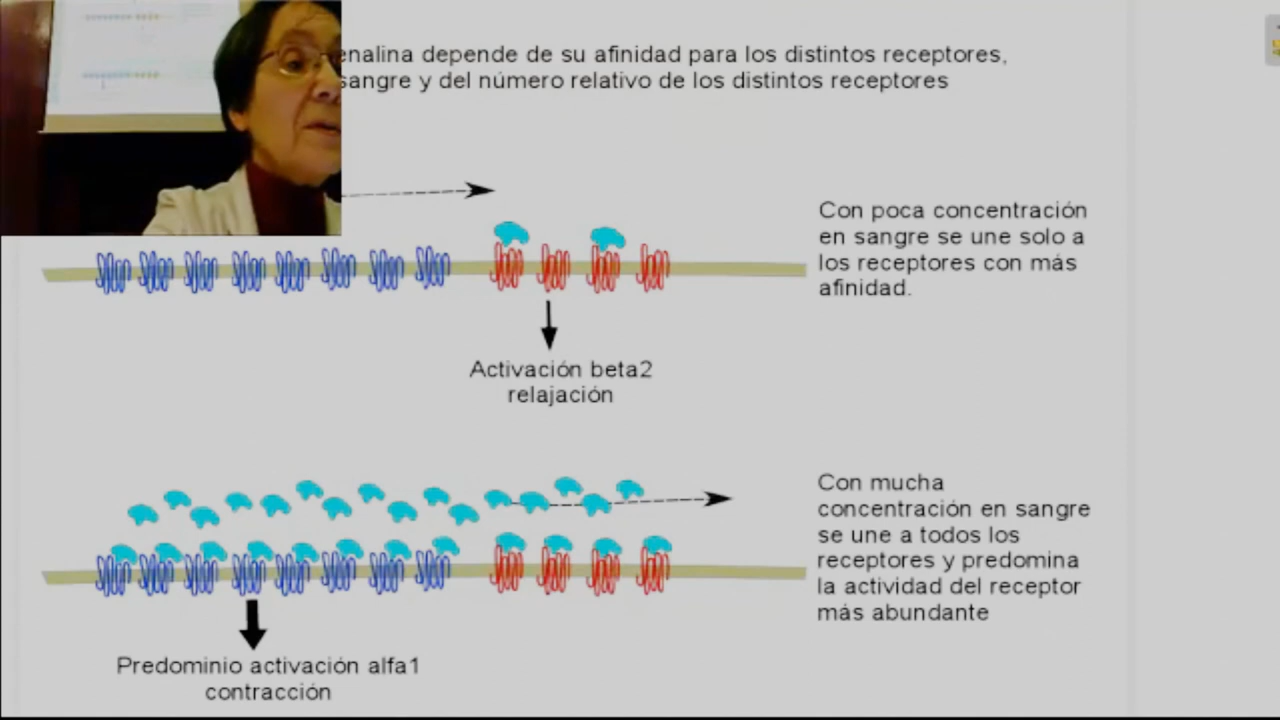 enalina depende de su afinidad para los distintos receptores,
sangre y del número relativo de los distintos receptores
Con poca concentración
en sangre se une solo a
los receptores con más
afinidad.
Activación beta2
relajación
Con mucha
concentración en sangre
se une a todos los
receptores y predomina
la actividad del receptor
más abundante
Predominio activación alfa1
contracción